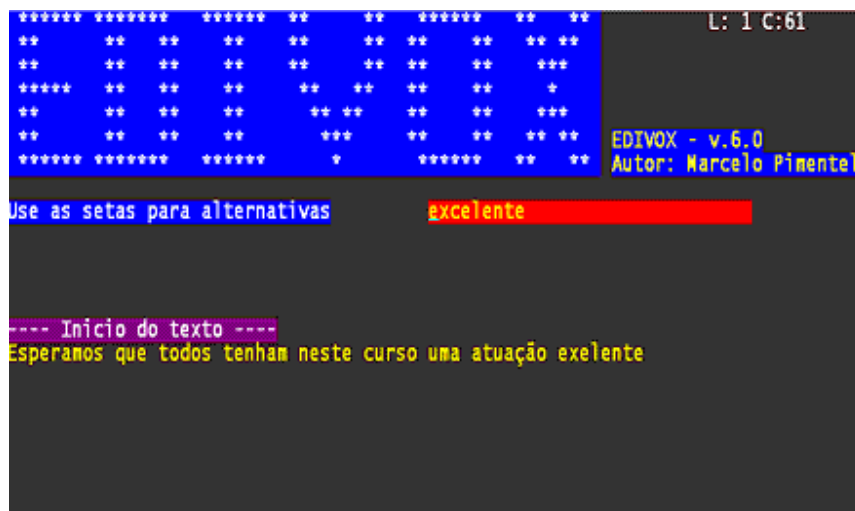 L: 1 C:61
EDIVOX
EDIVOX - v.6.0
Autor: Marcelo Pimentel
Use as setas para alternativas
excelente
---- Inicio do texto ----
Esperamos que todos tenham neste curso uma atuação exelente